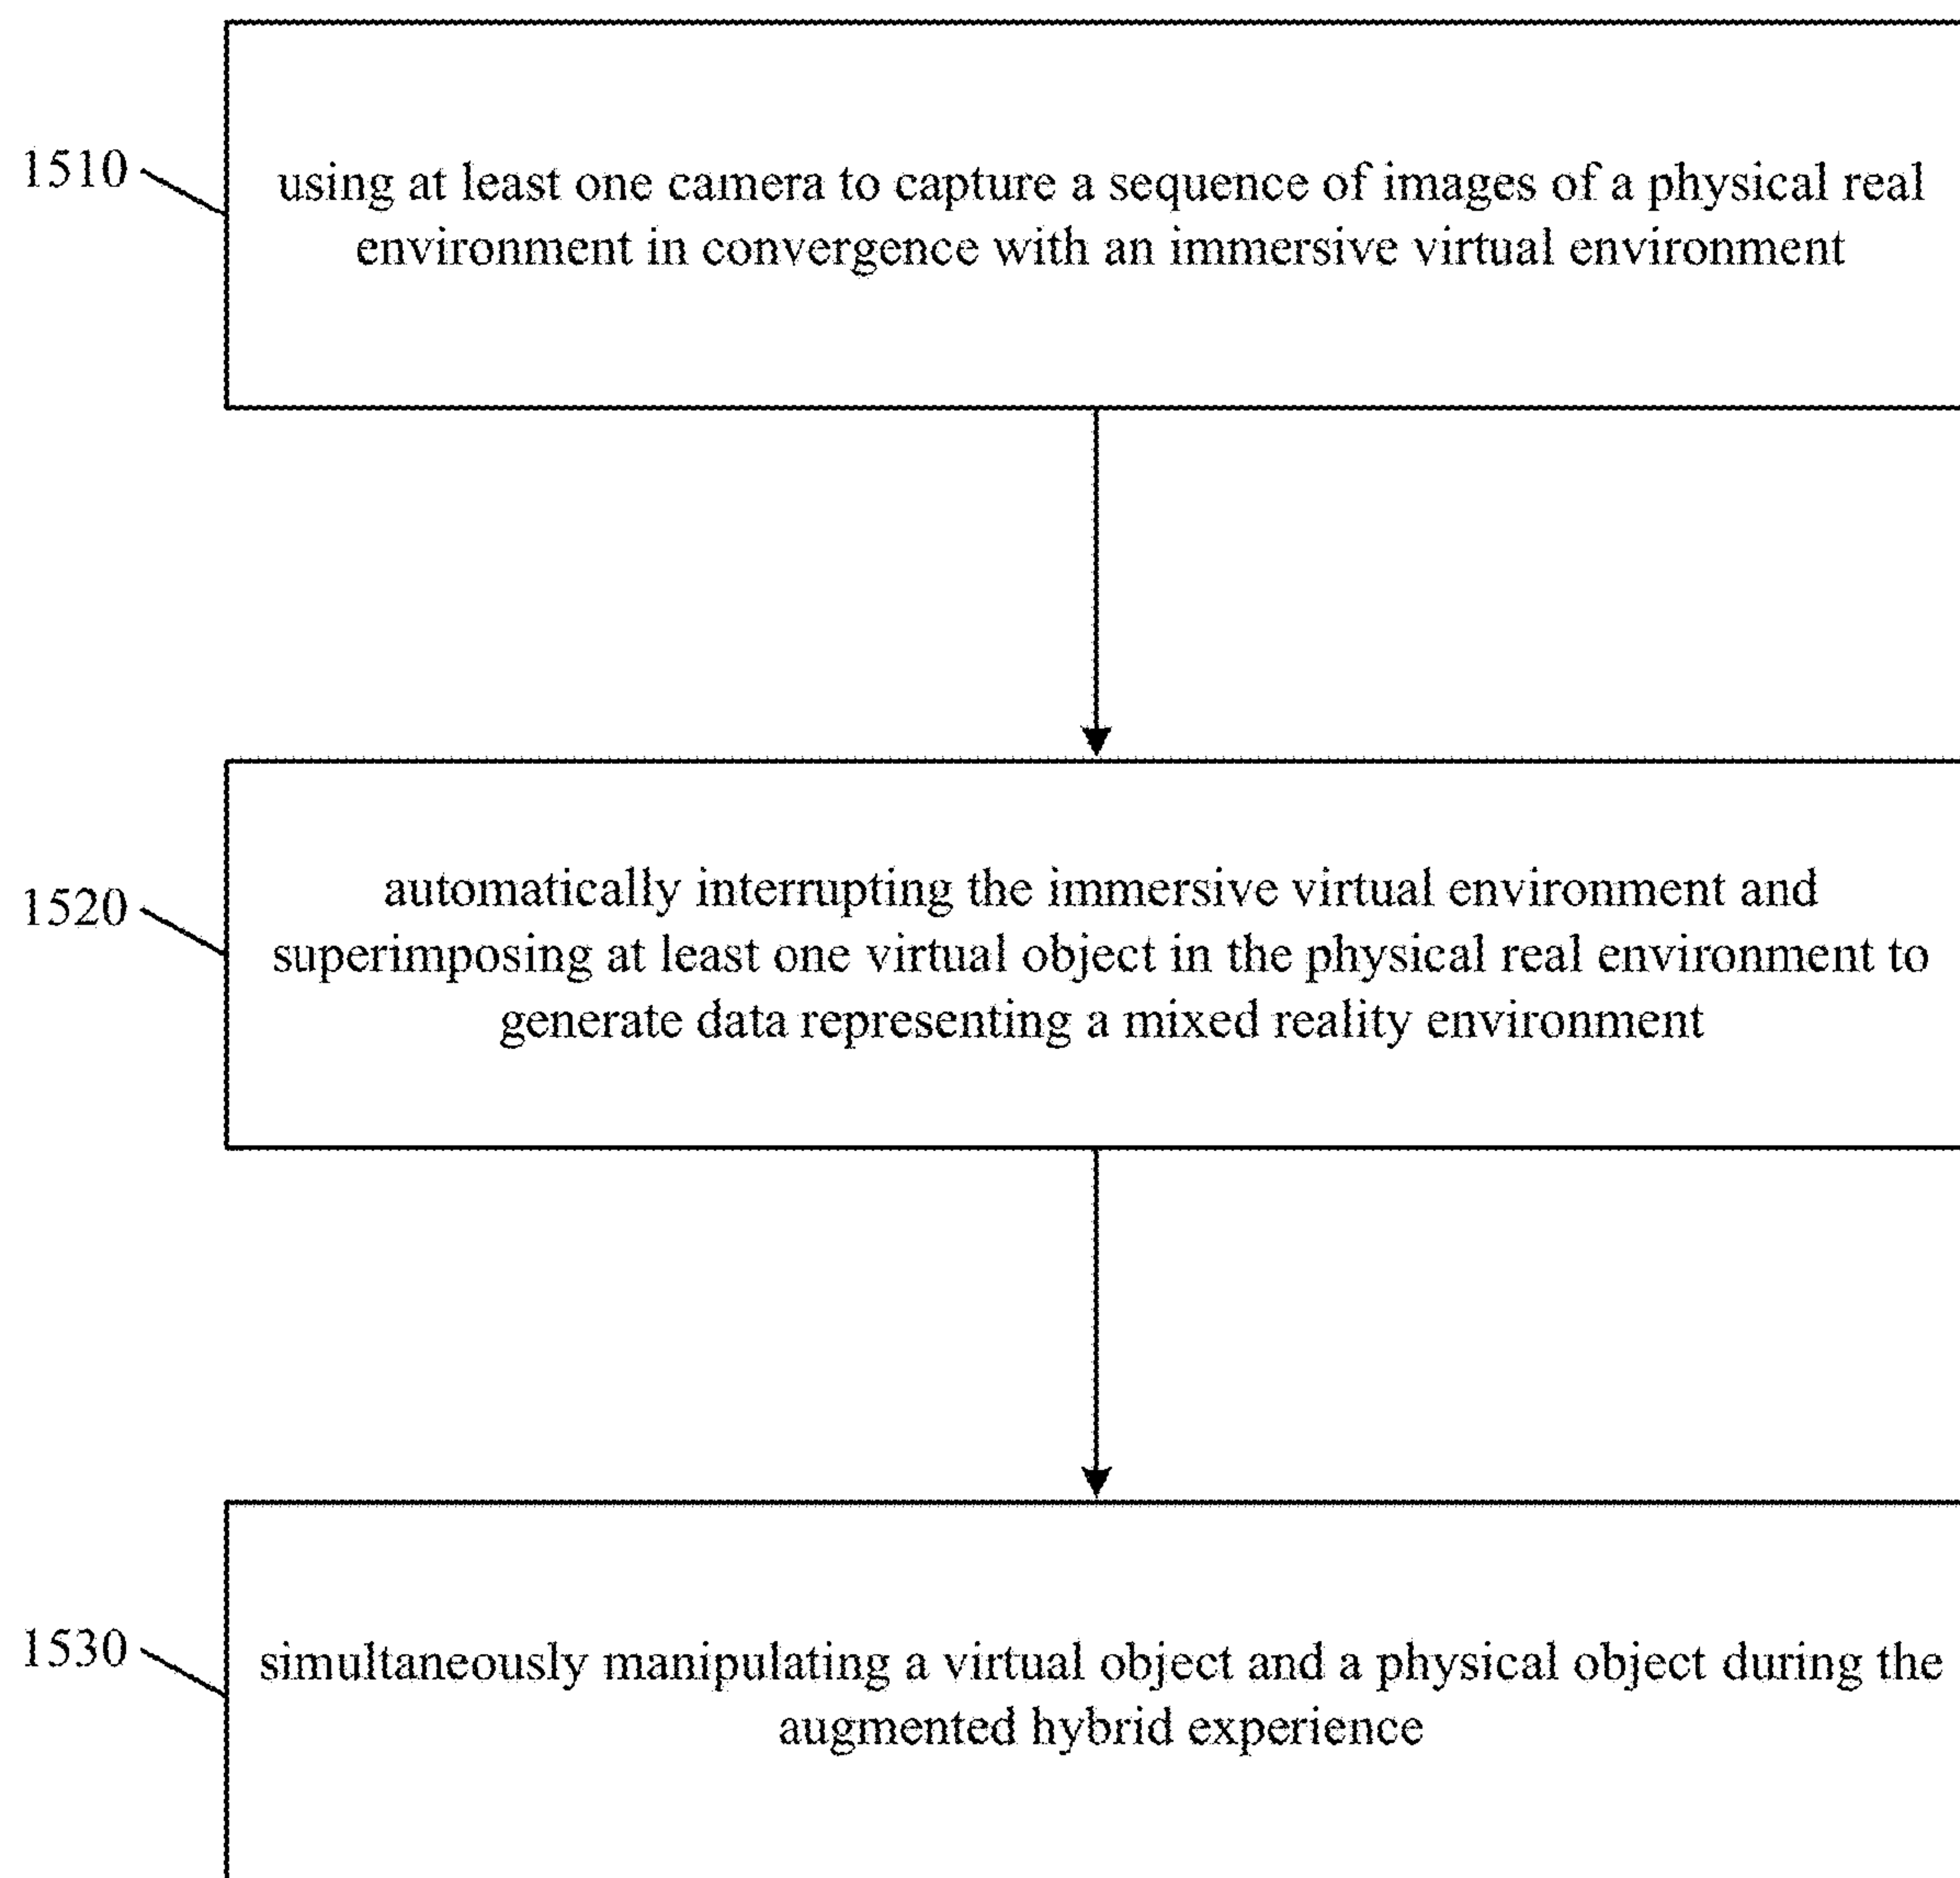 1510
using at least one camera to capture a sequence of images of a physical real
environment in convergence with an immersive virtual environment
1520
automatically interrupting the immersive virtual environment and
superimposing at least one virtual object in the physical real environment to
generate data representing a mixed reality environment
1530
simultaneously manipulating a virtual object and a physical object during the
augmented hybrid experience